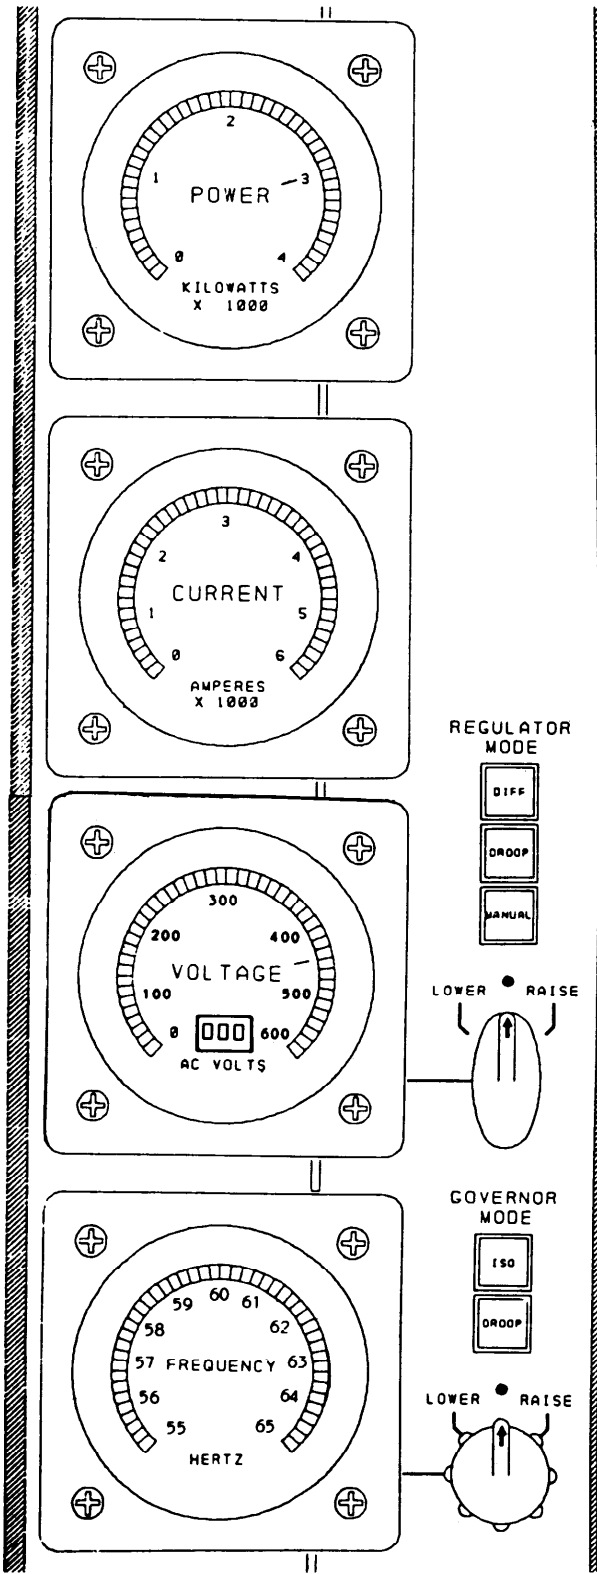 2
1
3
POWER
0
4
KILOWATTS
X 1000
3
2
4
CURRENT
1
5
0
6
AMPERES
X 1000
REGULATOR
MODE
DIFF
DROOP
MANUAL
300
200
400
VOLTAGE
100
500
0
000
600
AC VOLTS
LOWER
RAISE
GOVERNOR
MODE
ISO
DROOP
60
59
61
58
62
57
FREQUENCY
63
56
64
55
65
HERTZ
LOWER
RAISE